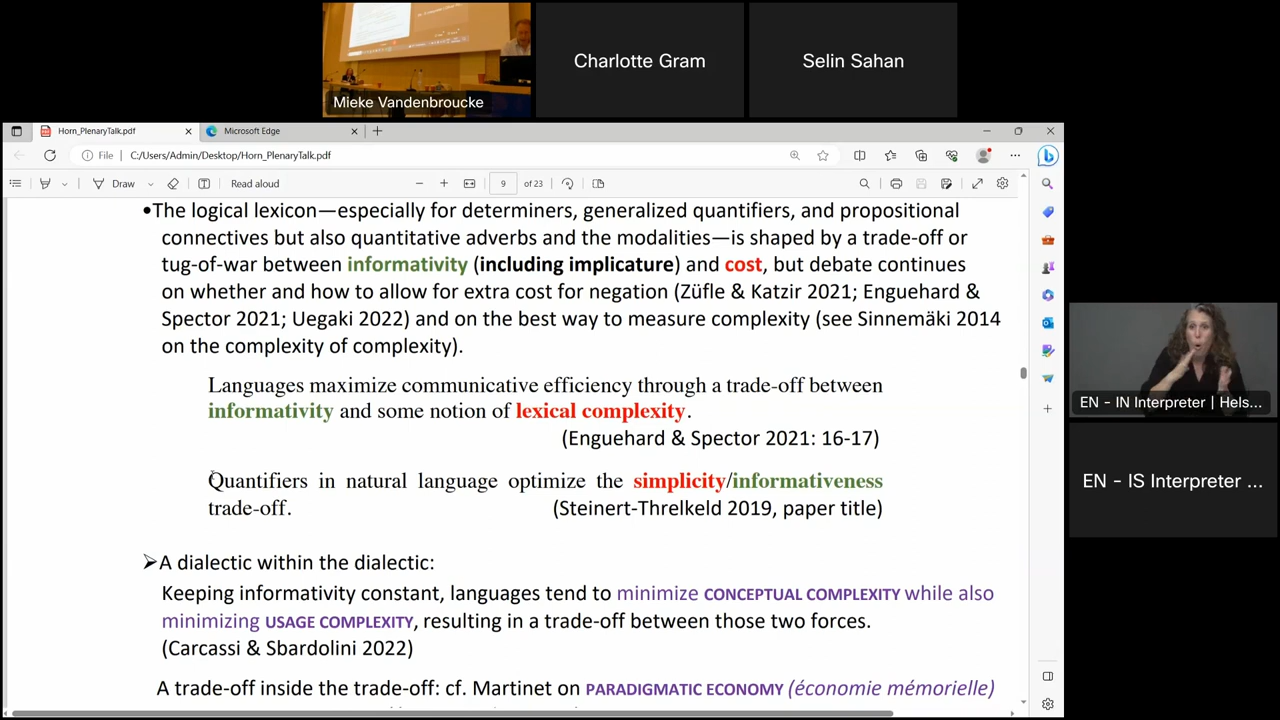 Charlotte Gram
Selin Sahan
Mieke Vandenbroucke
Horn_PlenaryTalk.pdf
Microsoft Edge
File
C:/Users/Admin/Desktop/Horn_PlenaryTalk.pdf
Draw
Read aloud
9
of 23
•The logical lexicon—especially for determiners, generalized quantifiers, and propositional
connectives but also quantitative adverbs and the modalities—is shaped by a trade-off or
tug-of-war between informativity (including implicature) and cost, but debate continues
on whether and how to allow for extra cost for negation (Züfle & Katzir 2021; Enguehard &
Spector 2021; Uegaki 2022) and on the best way to measure complexity (see Sinnemäki 2014
on the complexity of complexity).
Languages maximize communicative efficiency through a trade-off between
informativity and some notion of lexical complexity.
(Enguehard & Spector 2021: 16-17)
Quantifiers in natural language optimize the simplicity/informativeness
trade-off. (Steinert-Threlkeld 2019, paper title)
➢A dialectic within the dialectic:
Keeping informativity constant, languages tend to minimize CONCEPTUAL COMPLEXITY while also
minimizing USAGE COMPLEXITY, resulting in a trade-off between those two forces.
(Carcassi & Sbardolini 2022)
A trade-off inside the trade-off: cf. Martinet on PARADIGMATIC ECONOMY (économie mémorielle)
EN - IN Interpreter | Hels...
EN - IS Interpreter ...